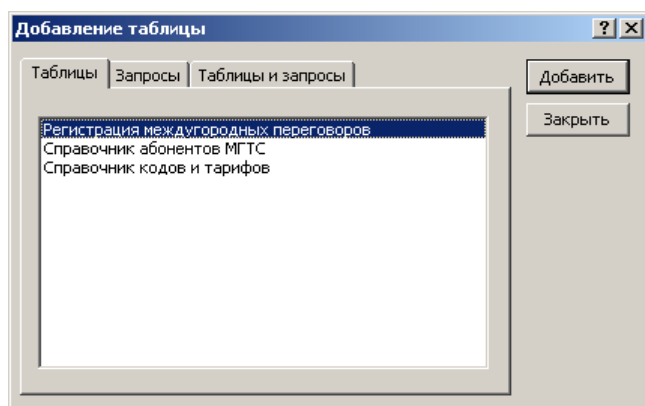 Добавление таблицы
Таблицы Запросы Таблицы и запросы
Добавить
Закрыть
Регистрация междугородных переговоров
Справочник абонентов МГТС
Справочник кодов и тарифов